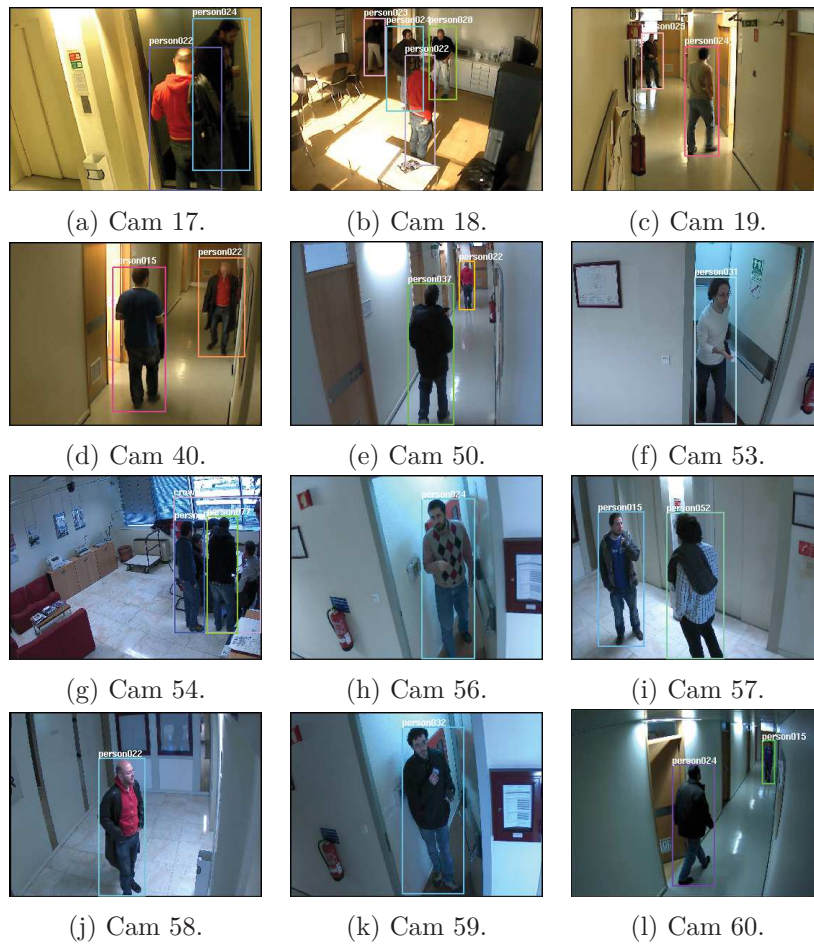 person024
person022
(a) Cam 17.
person023
person024
person028
person022
(b) Cam 18.
person025
person024
(c) Cam 19.
person015
person022
(d) Cam 40.
person037
person022
(e) Cam 50.
person031
(f) Cam 53.
person077
(g) Cam 54.
person024
(h) Cam 56.
person015
person052
(i) Cam 57.
person022
(j) Cam 58.
person032
(k) Cam 59.
person024
person015
(l) Cam 60.